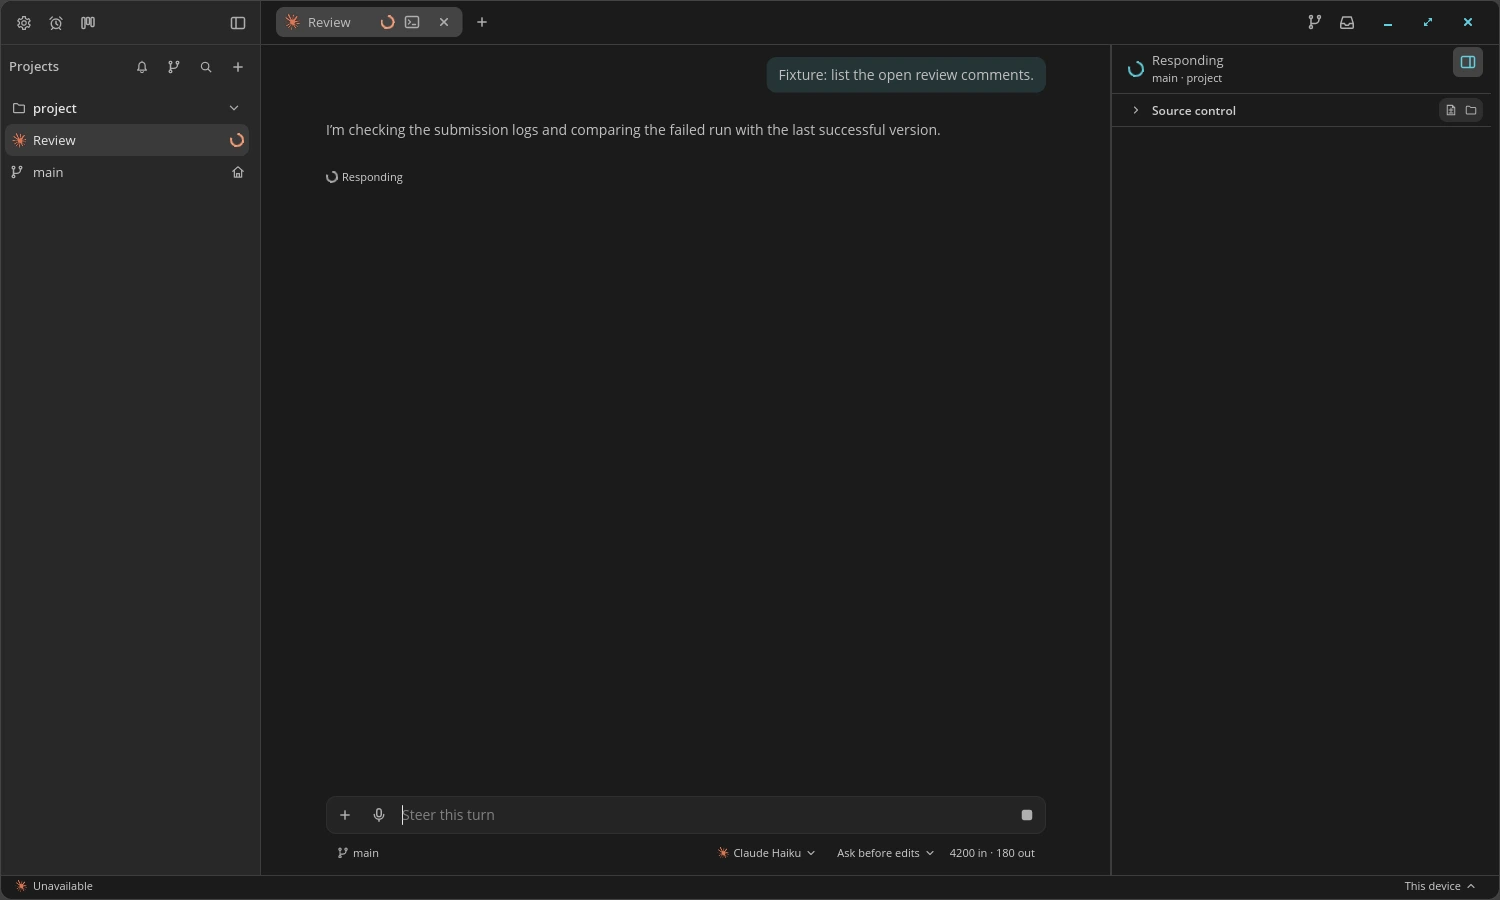 Review
Projects
project
Review
main
Fixture: list the open review comments.
I'm checking the submission logs and comparing the failed run with the last successful version.
Responding
Steer this turn
main
Claude Haiku
Ask before edits
4200 in · 180 out
Responding
main · project
Source control
Unavailable
This device